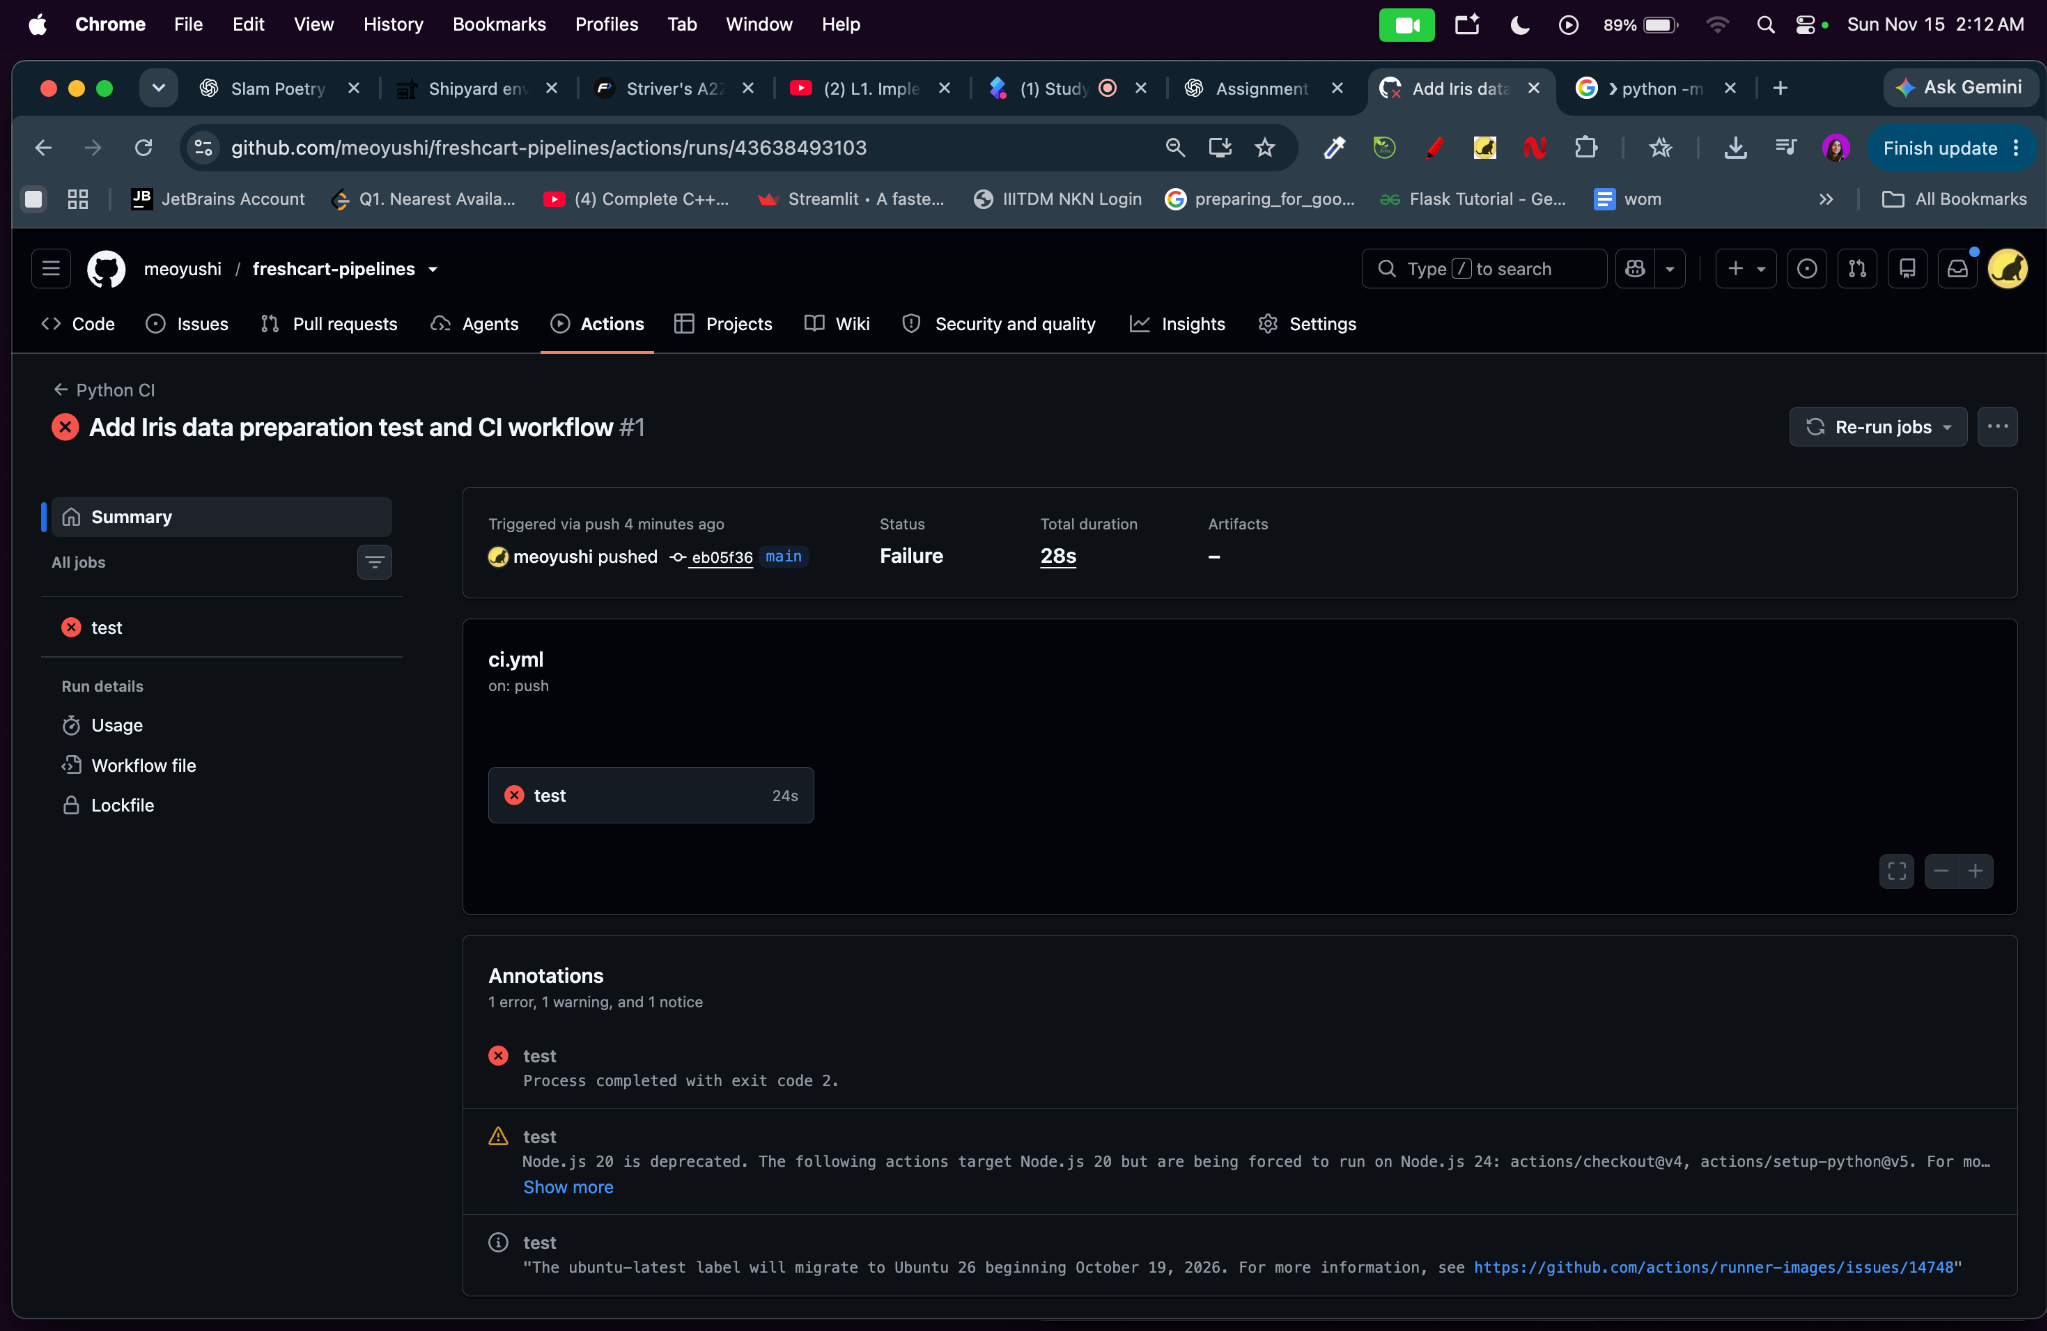 Chrome File Edit View History Bookmarks Profiles Tab Window Help 89% Sun Nov 15 2:12 AM
Slam Poetry (2) L1. Imple (1) Study Assignment Add Iris data python -m Ask Gemini
Shipyard env
Striver's A2Z
github.com/meoyushi/freshcart-pipelines/actions/runs/43638493103 Finish update
JB JetBrains Account Q1. Nearest Availa... (4) Complete C++... Streamlit • A faste... IIITDM NKN Login preparing_for_goo... Flask Tutorial - Ge... wom » All Bookmarks
meoyushi / freshcart-pipelines Type / to search
Code Issues Pull requests Agents Actions Projects Wiki Security and quality Insights Settings
← Python CI
Add Iris data preparation test and CI workflow #1 Re-run jobs
Summary
All jobs
test
Run details
Usage
Workflow file
Lockfile
Triggered via push 4 minutes ago Status Total duration Artifacts
meoyushi pushed eb05f36 main Failure 28s –
ci.yml
on: push
test 24s
Annotations
1 error, 1 warning, and 1 notice
test
Process completed with exit code 2.
test
Node.js 20 is deprecated. The following actions target Node.js 20 but are being forced to run on Node.js 24: actions/checkout@v4, actions/setup-python@v5. For mo…
Show more
test
"The ubuntu-latest label will migrate to Ubuntu 26 beginning October 19, 2026. For more information, see https://github.com/actions/runner-images/issues/14748"